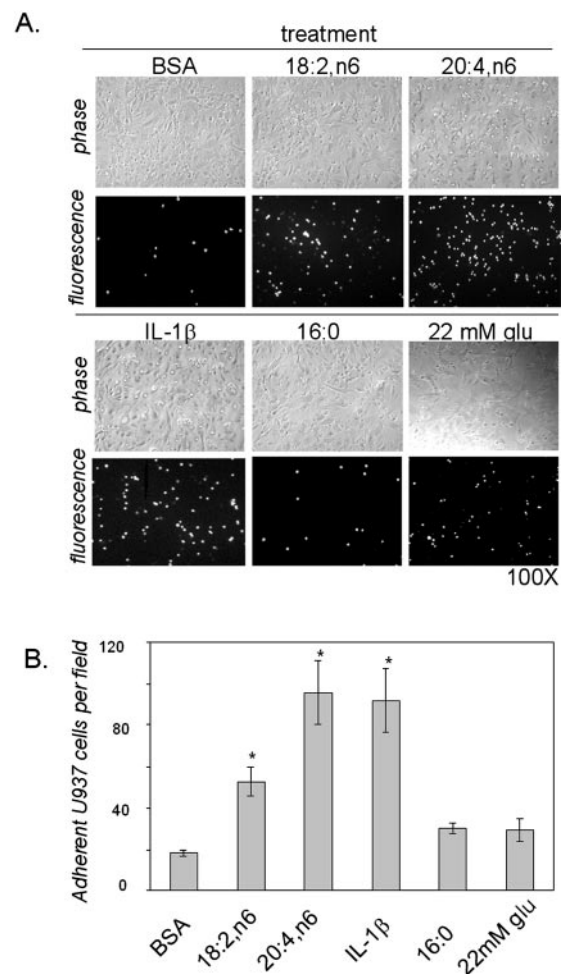 A.
treatment
BSA 18:2,n6 20:4,n6
phase
fluorescence
IL-1β 16:0 22 mM glu
phase
fluorescence
100X
B.
Adherent U937 cells per field
120
80
40
0
* * *
BSA 18:2,n6 20:4,n6 IL-1β 16:0 22mM glu